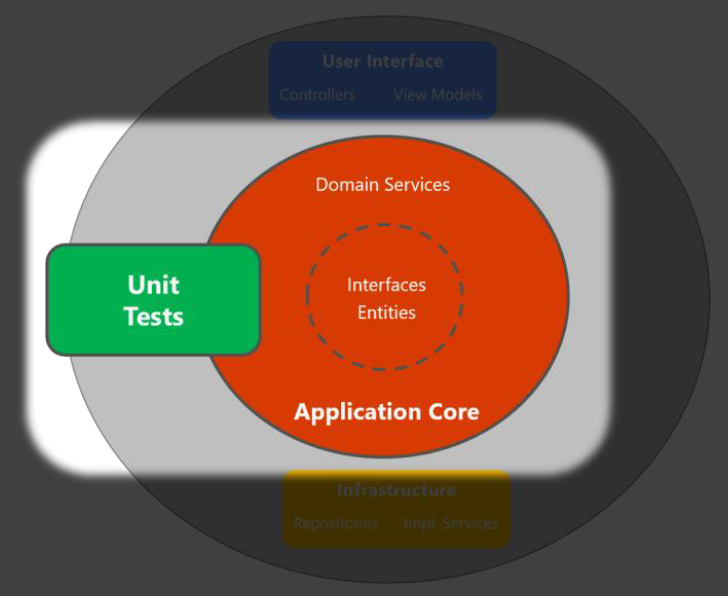 User Interface
Controllers View Models
Domain Services
Unit
Tests
Interfaces
Entities
Application Core
Infrastructure
Repositories Impl. Services